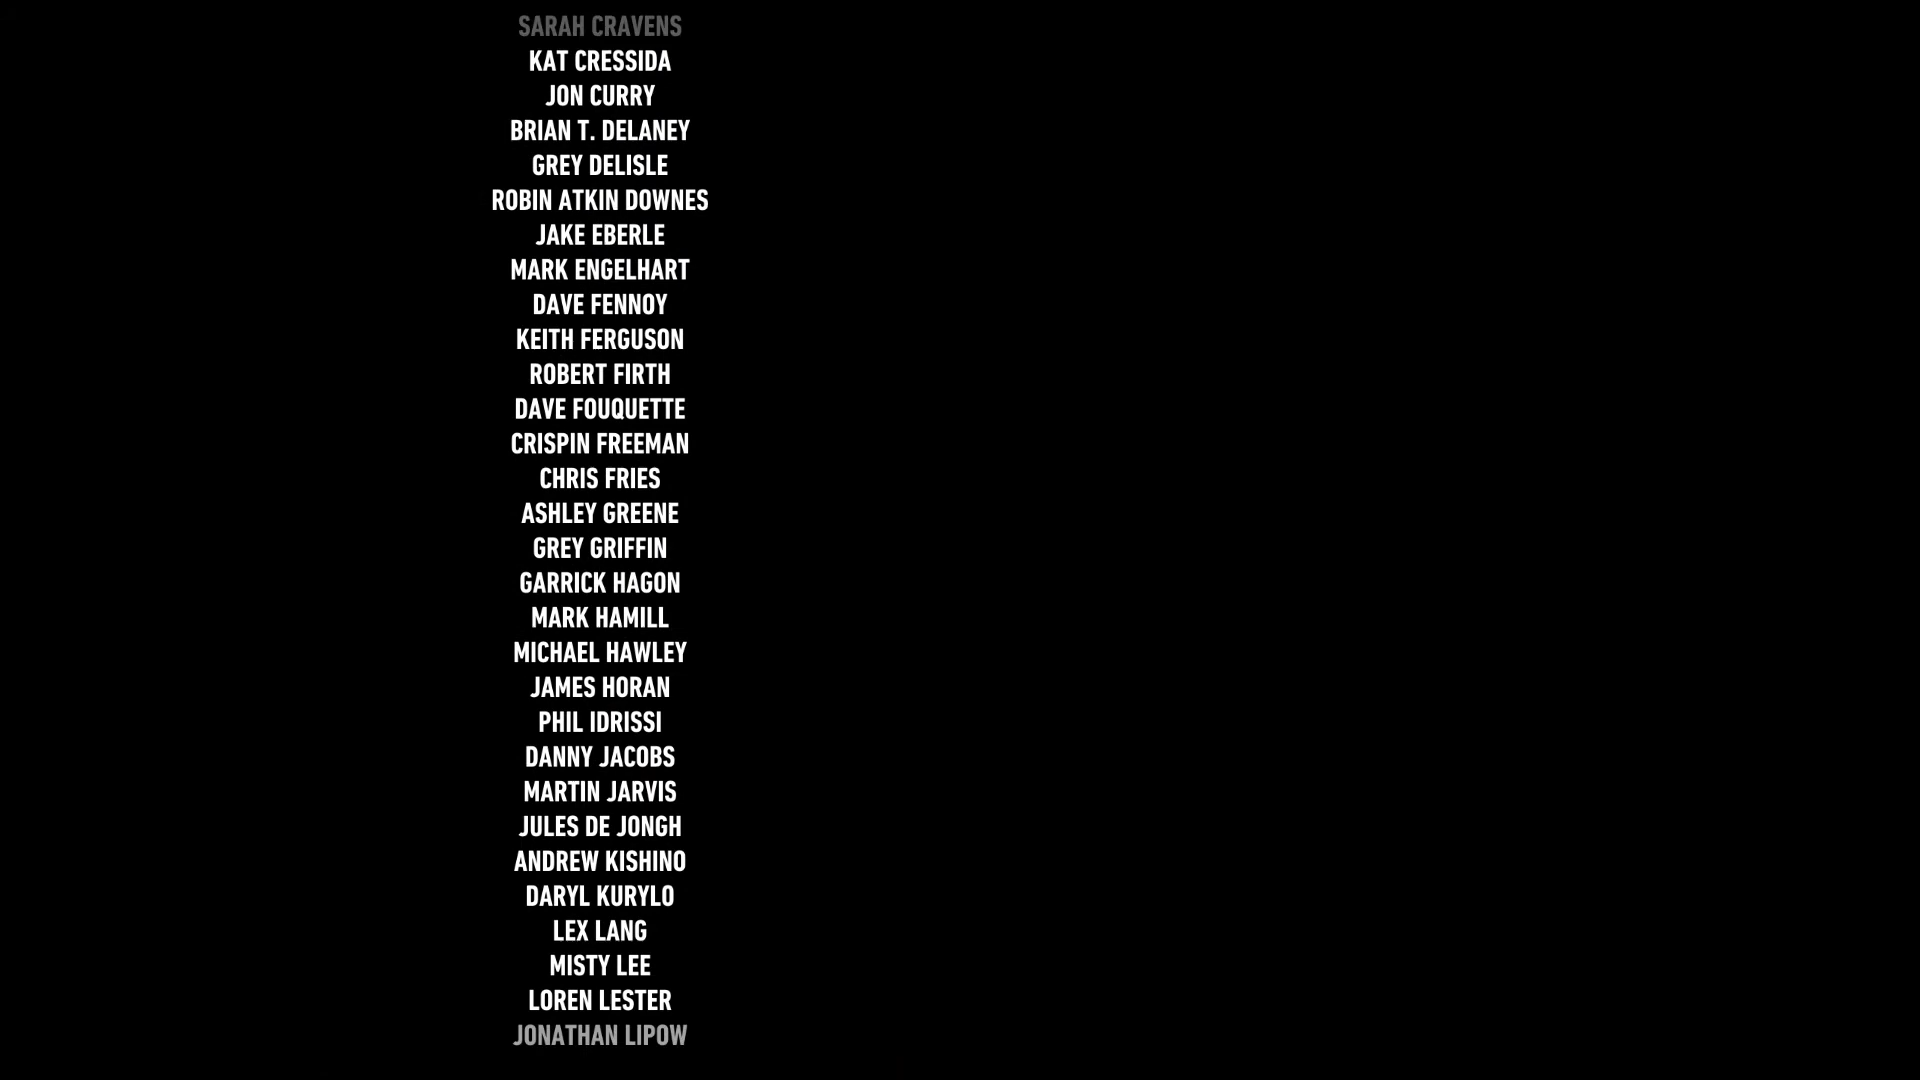 SARAH CRAVENS
KAT CRESSIDA
JON CURRY
BRIAN T. DELANEY
GREY DELISLE
ROBIN ATKIN DOWNES
JAKE EBERLE
MARK ENGELHART
DAVE FENNOY
KEITH FERGUSON
ROBERT FIRTH
DAVE FOUQUETTE
CRISPIN FREEMAN
CHRIS FRIES
ASHLEY GREENE
GREY GRIFFIN
GARRICK HAGON
MARK HAMILL
MICHAEL HAWLEY
JAMES HORAN
PHIL IDRISSI
DANNY JACOBS
MARTIN JARVIS
JULES DE JONGH
ANDREW KISHINO
DARYL KURYLO
LEX LANG
MISTY LEE
LOREN LESTER
JONATHAN LIPOW